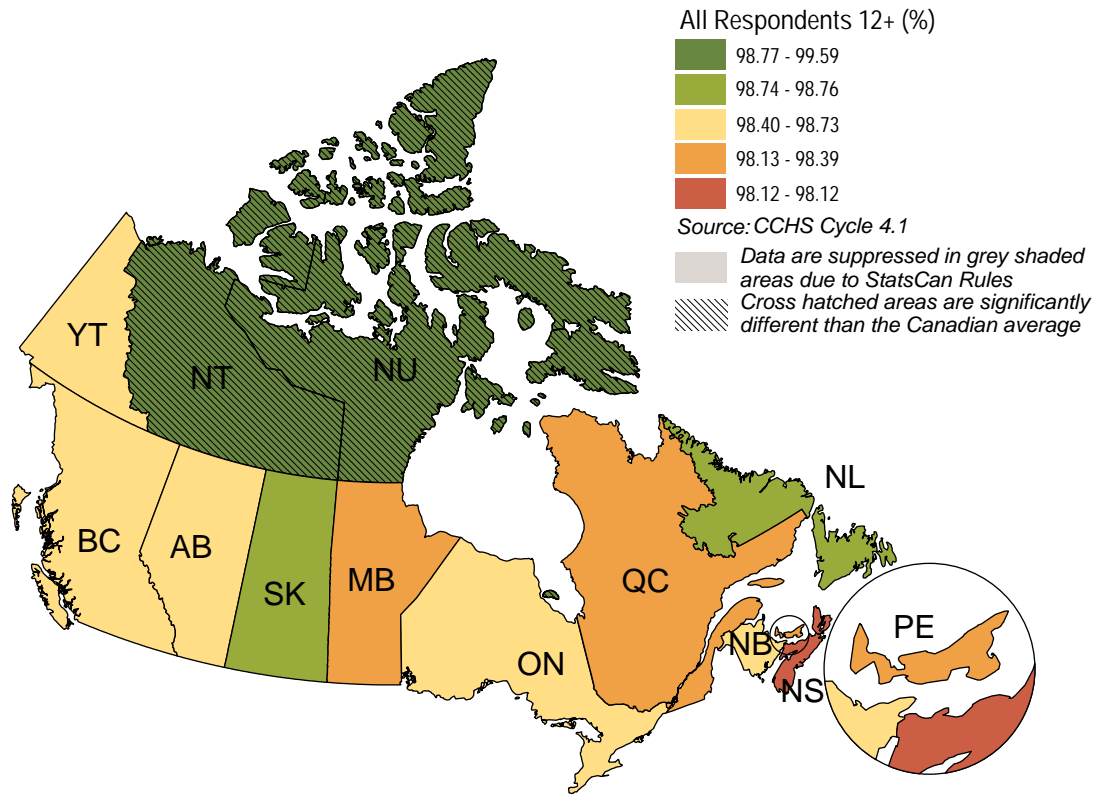 All Respondents 12+ (%)
98.77 - 99.59
98.74 - 98.76
98.40 - 98.73
98.13 - 98.39
98.12 - 98.12
Source: CCHS Cycle 4.1
Data are suppressed in grey shaded
areas due to StatsCan Rules
Cross hatched areas are significantly
different than the Canadian average
YT
NT
NU
NL
BC
AB
SK
MB
QC
ON
NB
NS
PE